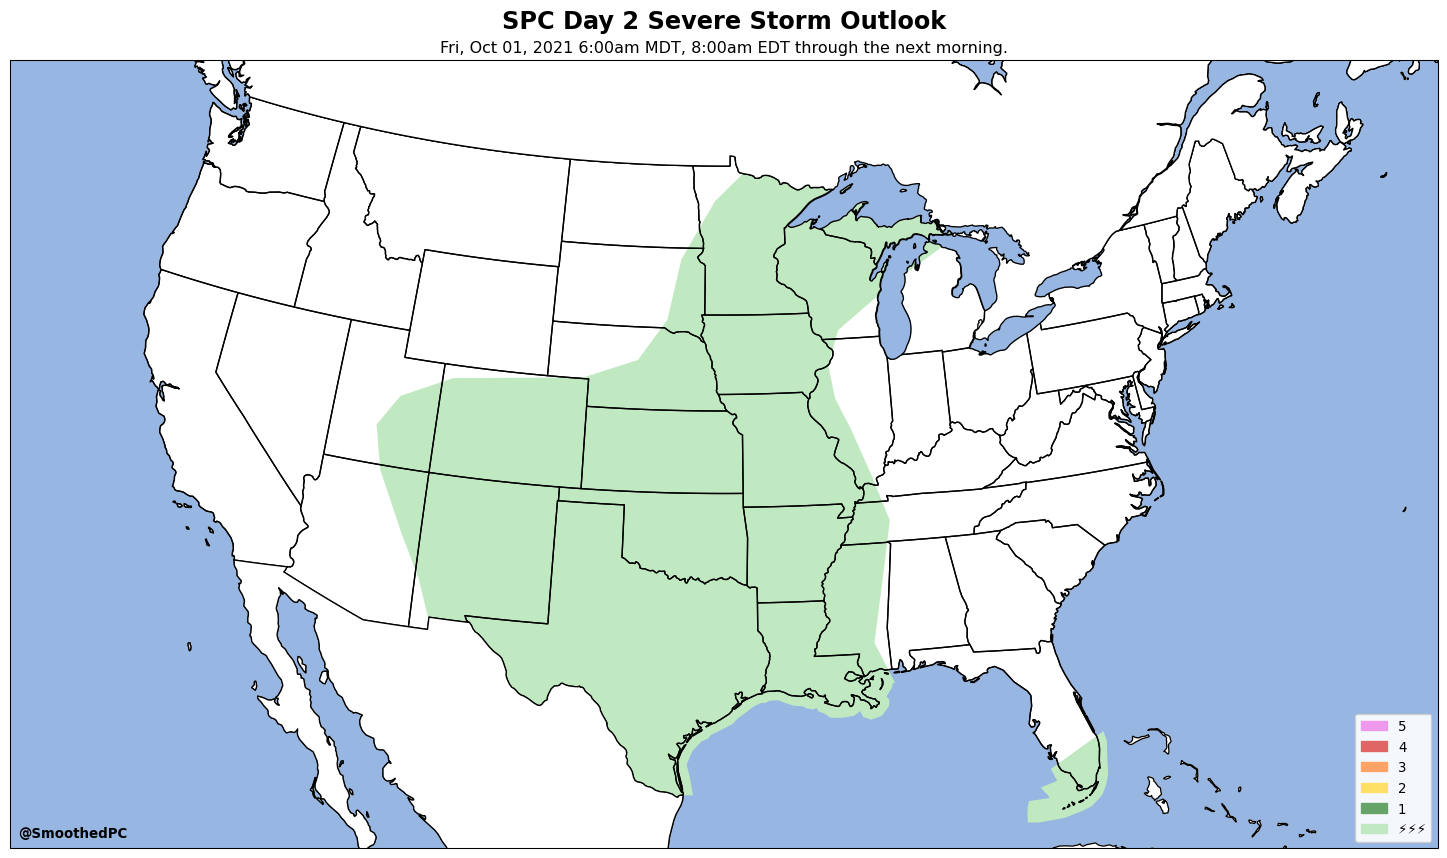 SPC Day 2 Severe Storm Outlook
Fri, Oct 01, 2021 6:00am MDT, 8:00am EDT through the next morning.
5
4
3
2
1
⚡⚡⚡
@SmoothedPC